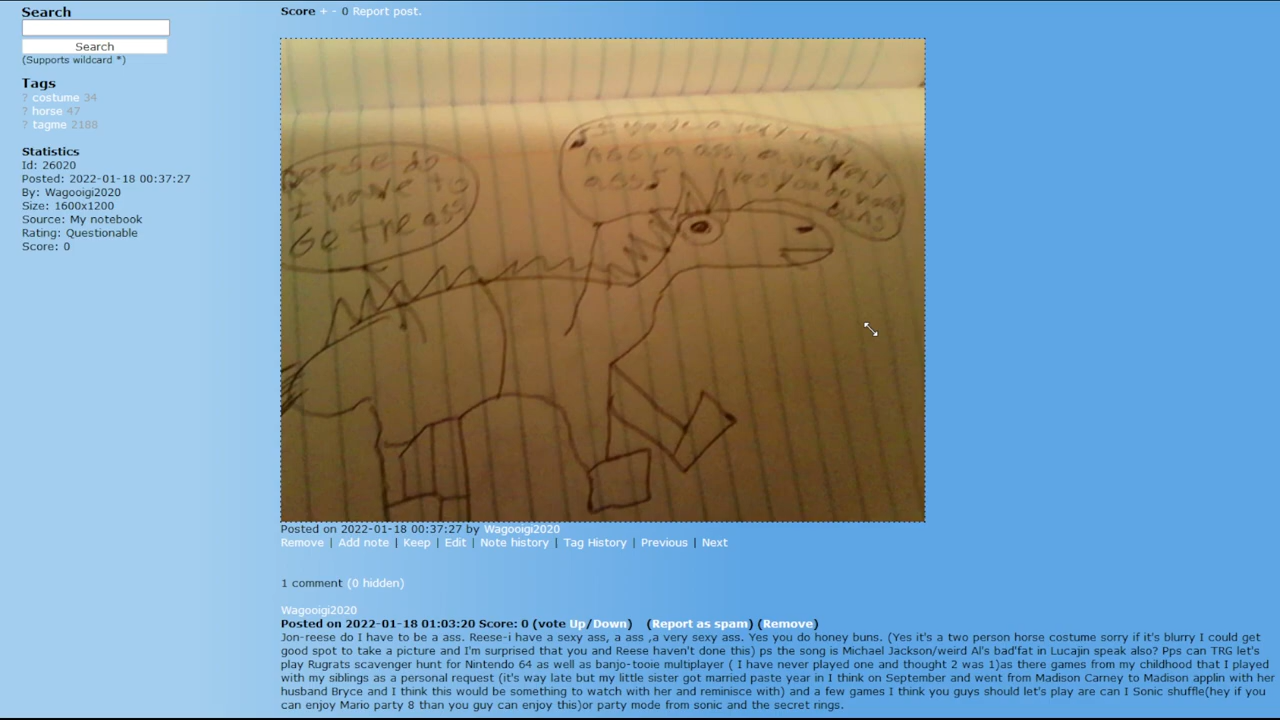 Search
Search
(Supports wildcard *)
Tags
? costume 34
? horse 47
? tagme 2188
Statistics
Id: 26020
Posted: 2022-01-18 00:37:27
By: Wagooigi2020
Size: 1600x1200
Source: My notebook
Rating: Questionable
Score: 0
Score + - 0 Report post.
Reese do
I have to
be the ass
I have a very sexy
ass, a ass, a very sexy
ass Yes you do honey
buns
Posted on 2022-01-18 00:37:27 by Wagooigi2020
Remove | Add note | Keep | Edit | Note history | Tag History | Previous | Next
1 comment (0 hidden)
Wagooigi2020
Posted on 2022-01-18 01:03:20 Score: 0 (vote Up/Down) (Report as spam) (Remove)
Jon-reese do I have to be a ass. Reese-i have a sexy ass, a ass ,a very sexy ass. Yes you do honey buns. (Yes it's a two person horse costume sorry if it's blurry I could get
good spot to take a picture and I'm surprised that you and Reese haven't done this) ps the song is Michael Jackson/weird Al's bad'fat in Lucajin speak also? Pps can TRG let's
play Rugrats scavenger hunt for Nintendo 64 as well as banjo-tooie multiplayer ( I have never played one and thought 2 was 1)as there games from my childhood that I played
with my siblings as a personal request (it's way late but my little sister got married paste year in I think on September and went from Madison Carney to Madison applin with her
husband Bryce and I think this would be something to watch with her and reminisce with) and a few games I think you guys should let's play are can I Sonic shuffle(hey if you
can enjoy Mario party 8 than you guy can enjoy this)or party mode from sonic and the secret rings.